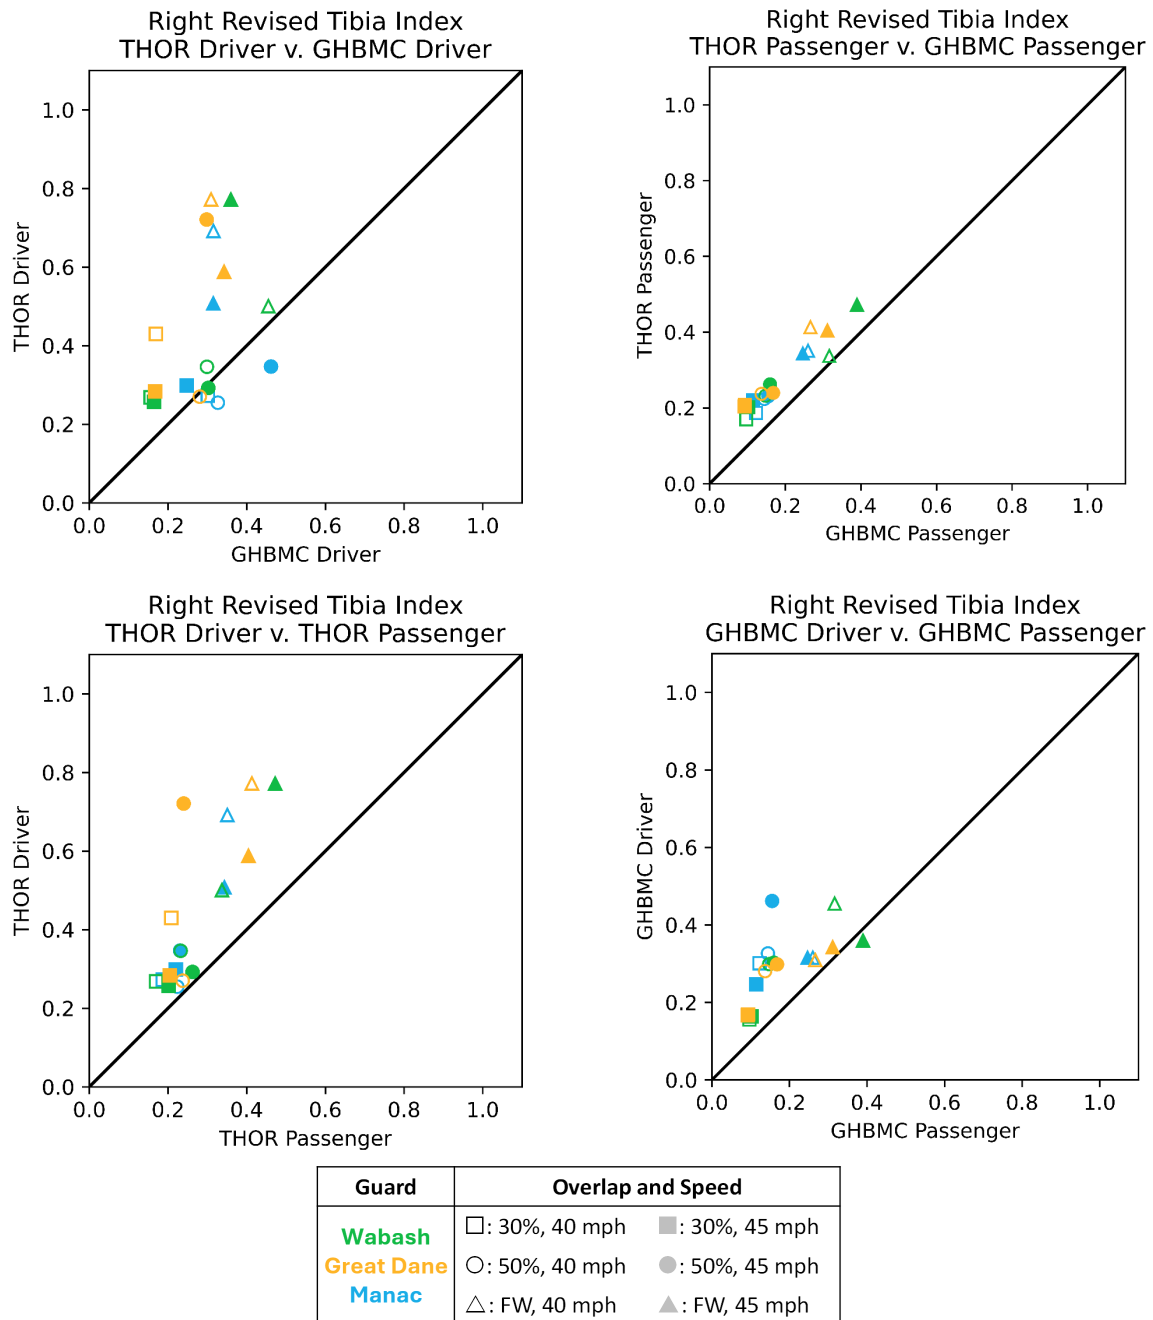 Right Revised Tibia Index
THOR Driver v. GHBMC Driver
1.0
0.8
0.6
0.4
0.2
0.0
THOR Driver
0.0 0.2 0.4 0.6 0.8 1.0
GHBMC Driver
Right Revised Tibia Index
THOR Passenger v. GHBMC Passenger
1.0
0.8
0.6
0.4
0.2
0.0
THOR Passenger
0.0 0.2 0.4 0.6 0.8 1.0
GHBMC Passenger
Right Revised Tibia Index
THOR Driver v. THOR Passenger
1.0
0.8
0.6
0.4
0.2
0.0
THOR Driver
0.0 0.2 0.4 0.6 0.8 1.0
THOR Passenger
Right Revised Tibia Index
GHBMC Driver v. GHBMC Passenger
1.0
0.8
0.6
0.4
0.2
0.0
GHBMC Driver
0.0 0.2 0.4 0.6 0.8 1.0
GHBMC Passenger
Guard
Overlap and Speed
Wabash
Great Dane
Manac
□: 30%, 40 mph ■: 30%, 45 mph
○: 50%, 40 mph ●: 50%, 45 mph
△: FW, 40 mph ▲: FW, 45 mph